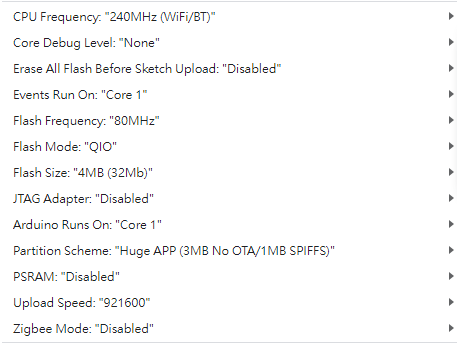 CPU Frequency: "240MHz (WiFi/BT)"
Core Debug Level: "None"
Erase All Flash Before Sketch Upload: "Disabled"
Events Run On: "Core 1"
Flash Frequency: "80MHz"
Flash Mode: "QIO"
Flash Size: "4MB (32Mb)"
JTAG Adapter: "Disabled"
Arduino Runs On: "Core 1"
Partition Scheme: "Huge APP (3MB No OTA/1MB SPIFFS)"
PSRAM: "Disabled"
Upload Speed: "921600"
Zigbee Mode: "Disabled"